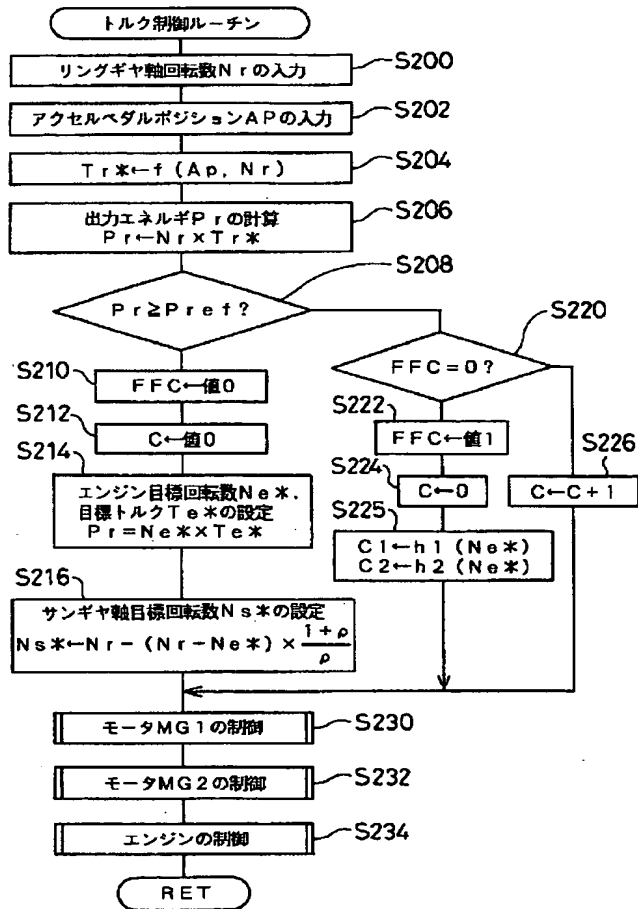 トルク制御ルーチン
リングギヤ軸回転数Nrの入力
S200
アクセルペダルポジションAPの入力
S202
Tr*←f(Ap, Nr)
S204
出力エネルギPrの計算
Pr←Nr×Tr*
S206
Pr≧Pref?
S208
S210
FFC←値0
S212
C←値0
S214
エンジン目標回転数Ne*,
目標トルクTe*の設定
Pr=Ne*×Te*
S216
サンギヤ軸目標回転数Ns*の設定
Ns*←Nr-(Nr-Ne*)×1+ρ/ρ
FFC=0?
S220
S222
FFC←値1
S224
C←0
S225
C1←h1(Ne*)
C2←h2(Ne*)
S226
C←C+1
モータMG1の制御
S230
モータMG2の制御
S232
エンジンの制御
S234
RET